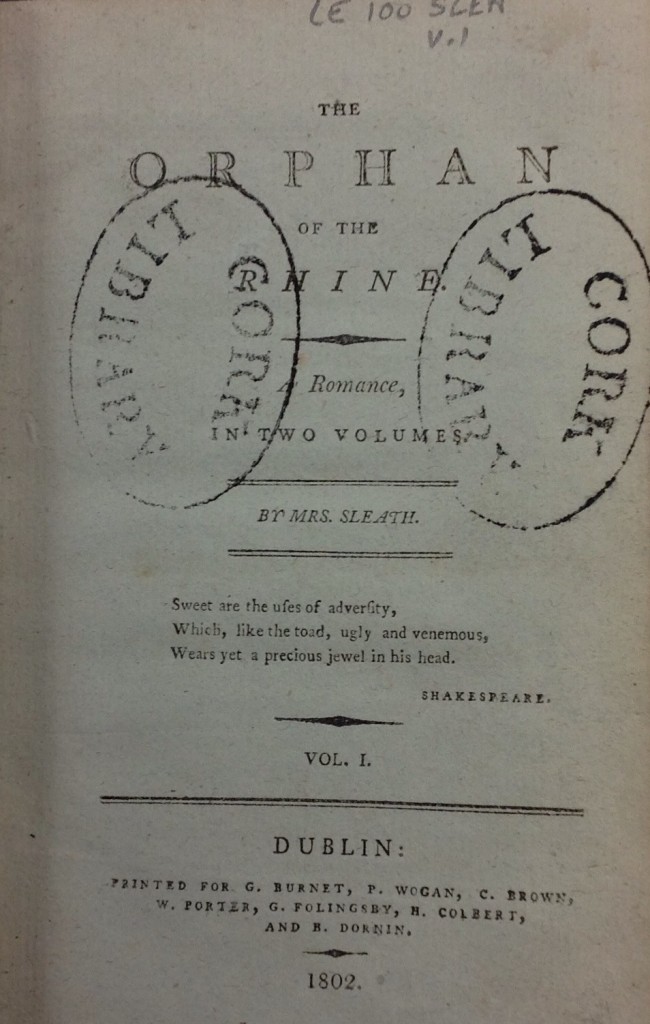 LE 100 SLEA
V.1
THE
ORPHAN
OF THE
RHINE.
A Romance,
IN TWO VOLUMES.
BY MRS. SLEATH.
Sweet are the uſes of adverſity,
Which, like the toad, ugly and venemous,
Wears yet a precious jewel in his head.
SHAKESPEARE.
VOL. I.
DUBLIN:
PRINTED FOR G. BURNET, P. WOGAN, C. BROWN,
W. PORTER, G. FOLINGSBY, H. COLBERT,
AND B. DORNIN.
1802.
CORK
LIBRARY
CORK
LIBRARY